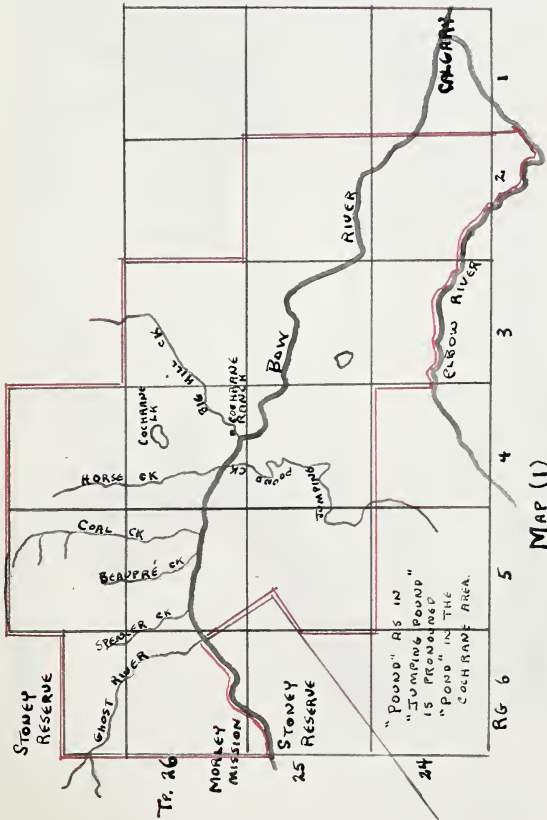 STONEY
RESERVE
COCHRANE
LK
HORSE CK
BIG HILL CK
COAL CK
BEAUPRÉ CK
SPENCER CK
GHOST RIVER
COCHRANE
RANCH
CALGARY
BOW RIVER
JUMPING POUND CK
ELBOW RIVER
TP. 26
25
24
MORLEY
MISSION
STONEY
RESERVE
"POUND" AS IN
"JUMPING POUND"
IS PRONOUNED
"POND" IN THE
COCHRANE AREA.
RG 6 5 4 3 2 1
MAP (1)